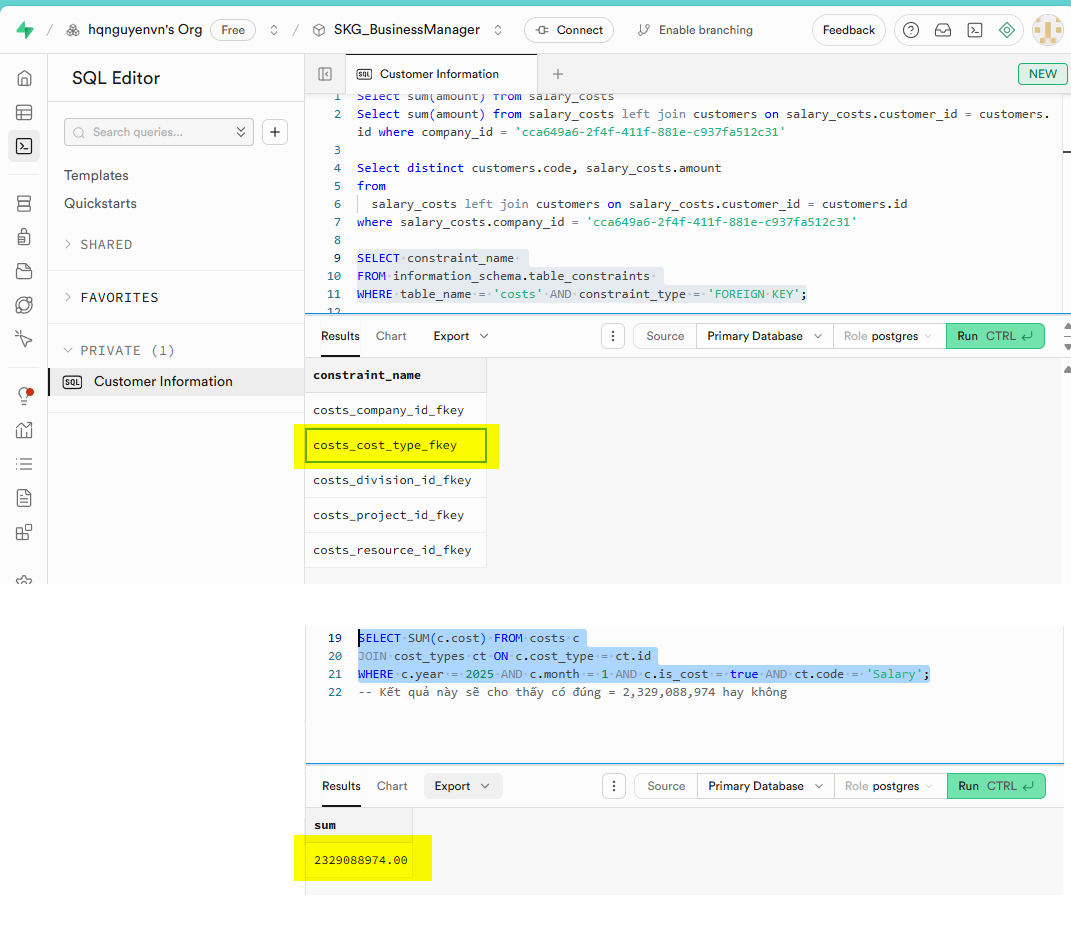 / hqnguyenvn's Org Free / SKG_BusinessManager Connect Enable branching Feedback
SQL Editor
SQL Customer Information
NEW
Search queries...
Templates
Quickstarts
SHARED
FAVORITES
PRIVATE (1)
SQL Customer Information
1 Select sum(amount) from salary_costs
2 Select sum(amount) from salary_costs left join customers on salary_costs.customer_id = customers.
id where company_id = 'cca649a6-2f4f-411f-881e-c937fa512c31'
3
4 Select distinct customers.code, salary_costs.amount
5 from
6 salary_costs left join customers on salary_costs.customer_id = customers.id
7 where salary_costs.company_id = 'cca649a6-2f4f-411f-881e-c937fa512c31'
8
9 SELECT constraint_name
10 FROM information_schema.table_constraints
11 WHERE table_name = 'costs' AND constraint_type = 'FOREIGN KEY';
12
Results Chart Export Source Primary Database Role postgres Run CTRL
constraint_name
costs_company_id_fkey
costs_cost_type_fkey
costs_division_id_fkey
costs_project_id_fkey
costs_resource_id_fkey
19 SELECT SUM(c.cost) FROM costs c
20 JOIN cost_types ct ON c.cost_type = ct.id
21 WHERE c.year = 2025 AND c.month = 1 AND c.is_cost = true AND ct.code = 'Salary';
22 -- Kết quả này sẽ cho thấy có đúng = 2,329,088,974 hay không
Results Chart Export Source Primary Database Role postgres Run CTRL
sum
2329088974.00